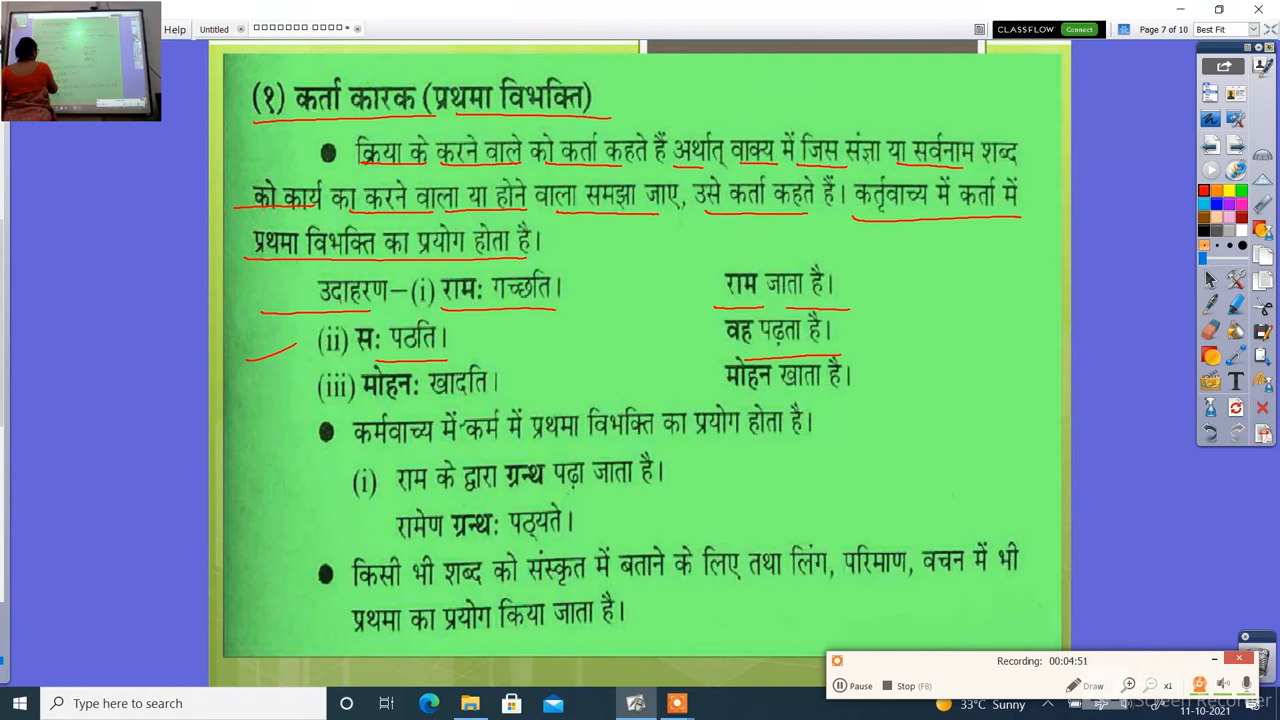 Help
Untitled
CLASSFLOW
Connect
Page 7 of 10
Best Fit
(१) कर्ता कारक (प्रथमा विभक्ति)
● क्रिया के करने वाले को कर्ता कहते हैं अर्थात् वाक्य में जिस संज्ञा या सर्वनाम शब्द
को कार्य का करने वाला या होने वाला समझा जाए, उसे कर्ता कहते हैं। कर्तृवाच्य में कर्ता में
प्रथमा विभक्ति का प्रयोग होता है।
उदाहरण–(i) रामः गच्छति। राम जाता है।
(ii) सः पठति। वह पढ़ता है।
(iii) मोहनः खादति। मोहन खाता है।
● कर्मवाच्य में कर्म में प्रथमा विभक्ति का प्रयोग होता है।
(i) राम के द्वारा ग्रन्थ पढ़ा जाता है।
रामेण ग्रन्थः पठ्यते।
● किसी भी शब्द को संस्कृत में बताने के लिए तथा लिंग, परिमाण, वचन में भी
प्रथमा का प्रयोग किया जाता है।
Recording: 00:04:51
Pause Stop (F8) Draw x1
Type here to search
33°C Sunny
11-10-2021